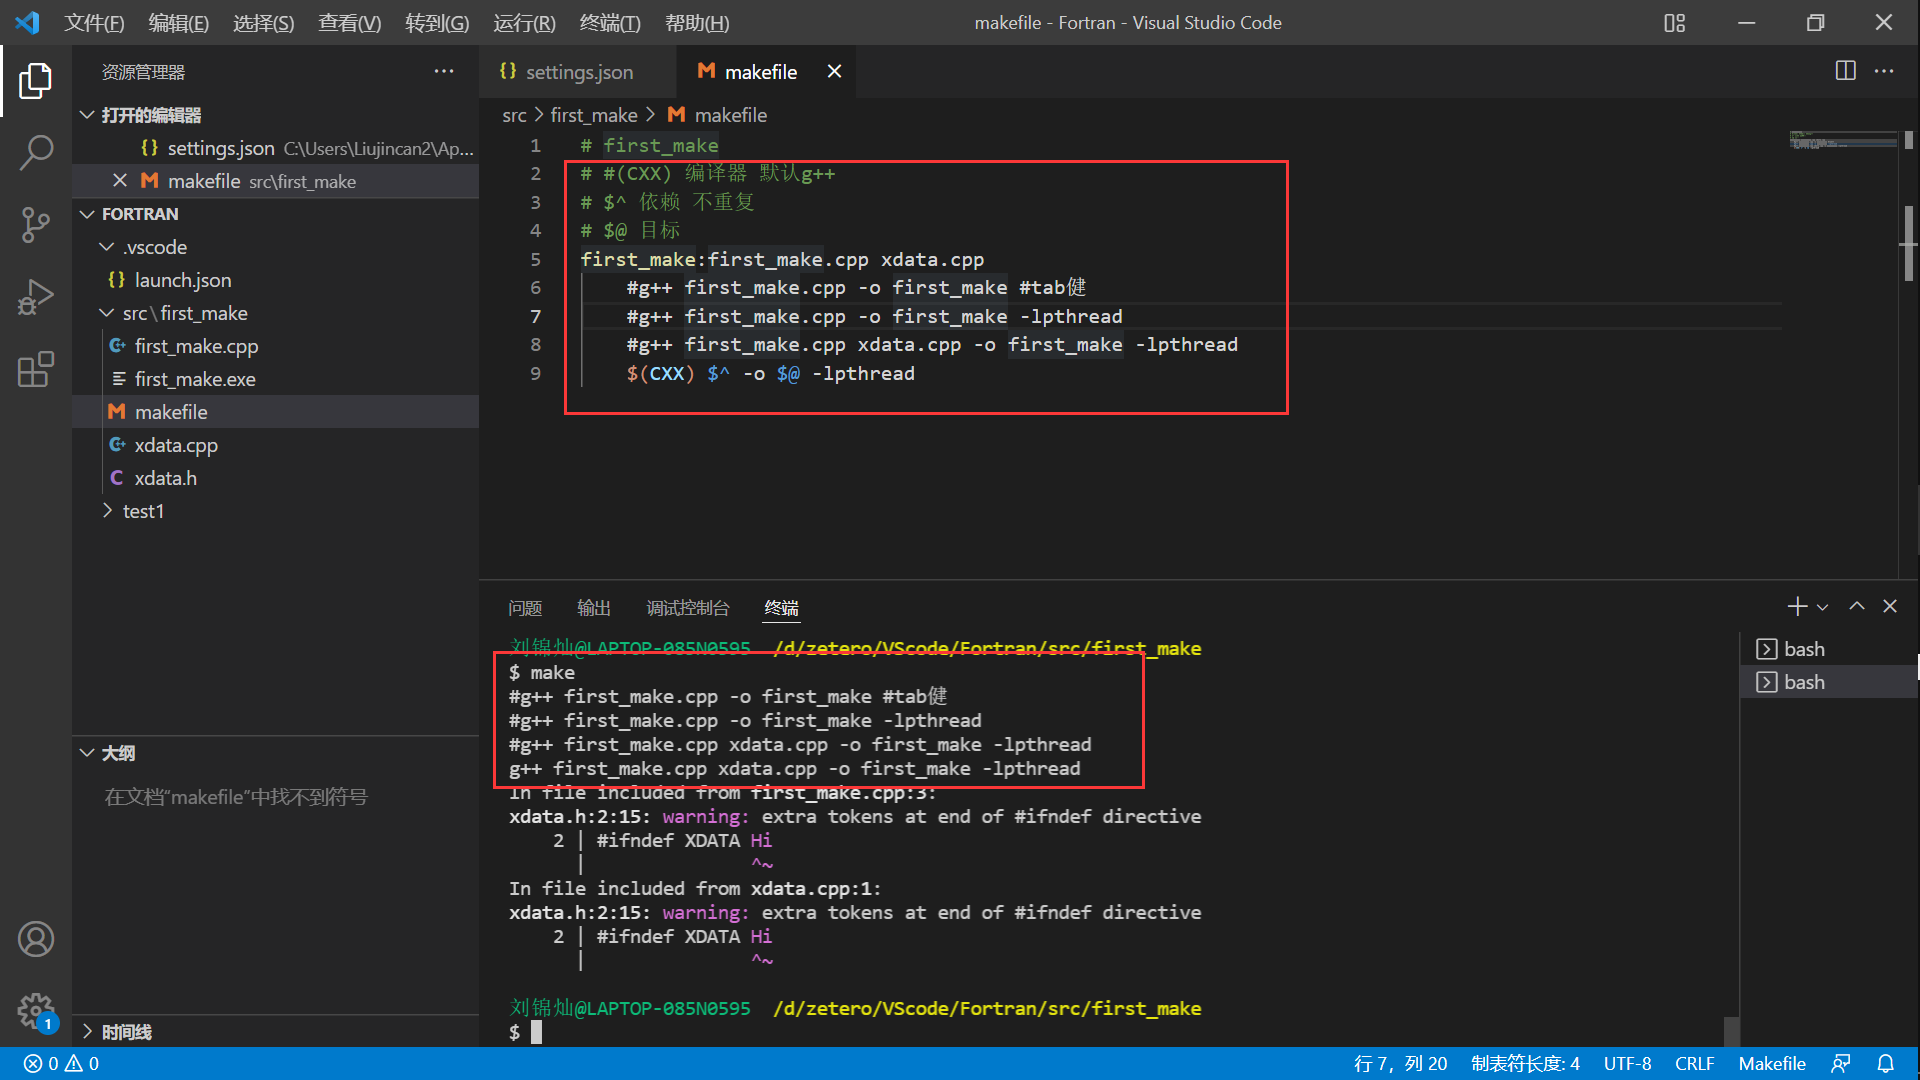 文件(F) 编辑(E) 选择(S) 查看(V) 转到(G) 运行(R) 终端(T) 帮助(H) makefile - Fortran - Visual Studio Code
资源管理器
打开的编辑器
{} settings.json C:\Users\Liujincan2\Ap...
M makefile src\first_make
FORTRAN
.vscode
{} launch.json
src\first_make
first_make.cpp
first_make.exe
M makefile
xdata.cpp
C xdata.h
test1
大纲
在文档“makefile”中找不到符号
时间线
1
{} settings.json M makefile
src > first_make > M makefile
1 # first_make
2 # #(CXX) 编译器 默认g++
3 # $^ 依赖 不重复
4 # $@ 目标
5 first_make:first_make.cpp xdata.cpp
6 #g++ first_make.cpp -o first_make #tab健
7 #g++ first_make.cpp -o first_make -lpthread
8 #g++ first_make.cpp xdata.cpp -o first_make -lpthread
9 $(CXX) $^ -o $@ -lpthread
问题 输出 调试控制台 终端
刘锦灿@LAPTOP-085N0595 /d/zetero/VScode/Fortran/src/first_make
$ make
#g++ first_make.cpp -o first_make #tab健
#g++ first_make.cpp -o first_make -lpthread
#g++ first_make.cpp xdata.cpp -o first_make -lpthread
g++ first_make.cpp xdata.cpp -o first_make -lpthread
In file included from first_make.cpp:3:
xdata.h:2:15: warning: extra tokens at end of #ifndef directive
2 | #ifndef XDATA Hi
| ^~
In file included from xdata.cpp:1:
xdata.h:2:15: warning: extra tokens at end of #ifndef directive
2 | #ifndef XDATA Hi
| ^~
刘锦灿@LAPTOP-085N0595 /d/zetero/VScode/Fortran/src/first_make
$
bash
bash
0 0 行 7，列 20 制表符长度: 4 UTF-8 CRLF Makefile